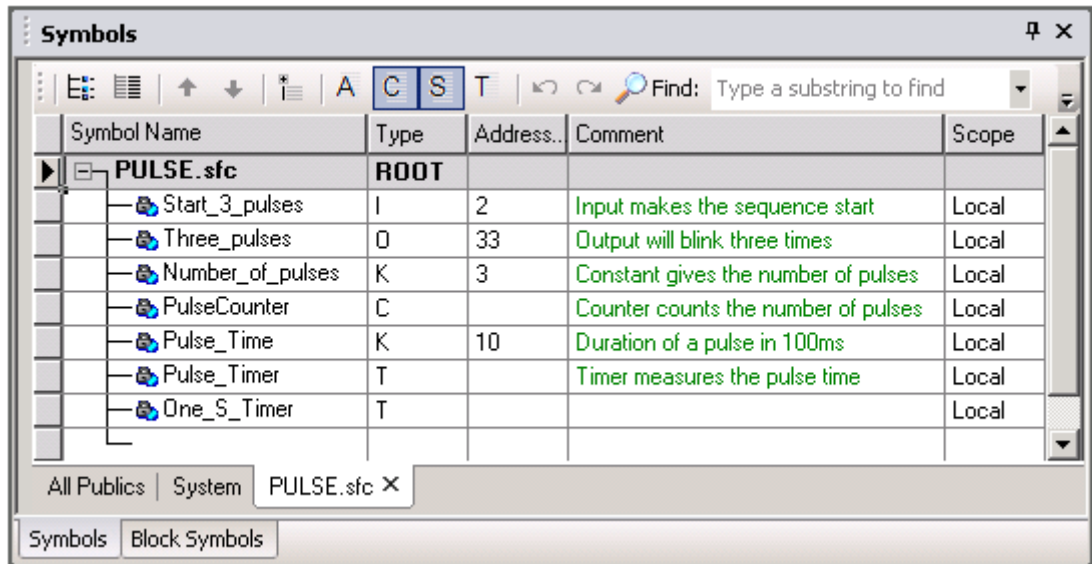 Symbols
A C S T Find: Type a substring to find
Symbol Name Type Address... Comment Scope
PULSE.sfc ROOT
Start_3_pulses I 2 Input makes the sequence start Local
Three_pulses O 33 Output will blink three times Local
Number_of_pulses K 3 Constant gives the number of pulses Local
PulseCounter C Counter counts the number of pulses Local
Pulse_Time K 10 Duration of a pulse in 100ms Local
Pulse_Timer T Timer measures the pulse time Local
One_S_Timer T Local
All Publics | System PULSE.sfc
Symbols Block Symbols